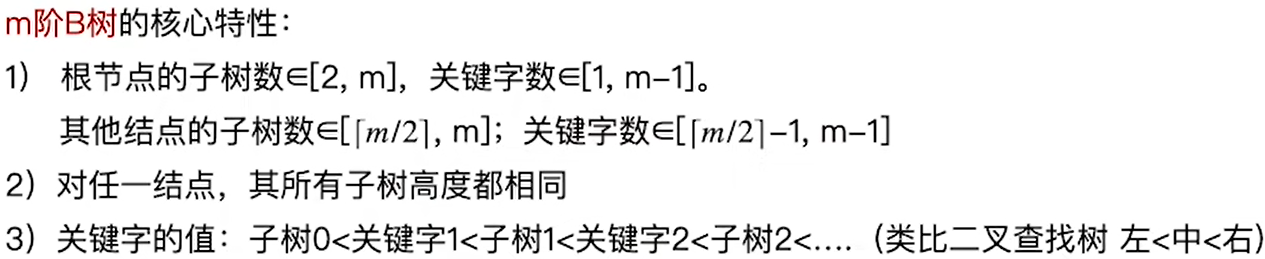 m阶B树的核心特性：
1） 根节点的子树数∈[2, m]，关键字数∈[1, m−1]。
其他结点的子树数∈[⌈m/2⌉, m]；关键字数∈[⌈m/2⌉−1, m−1]
2）对任一结点，其所有子树高度都相同
3）关键字的值：子树0<关键字1<子树1<关键字2<子树2<.... （类比二叉查找树 左<中<右）